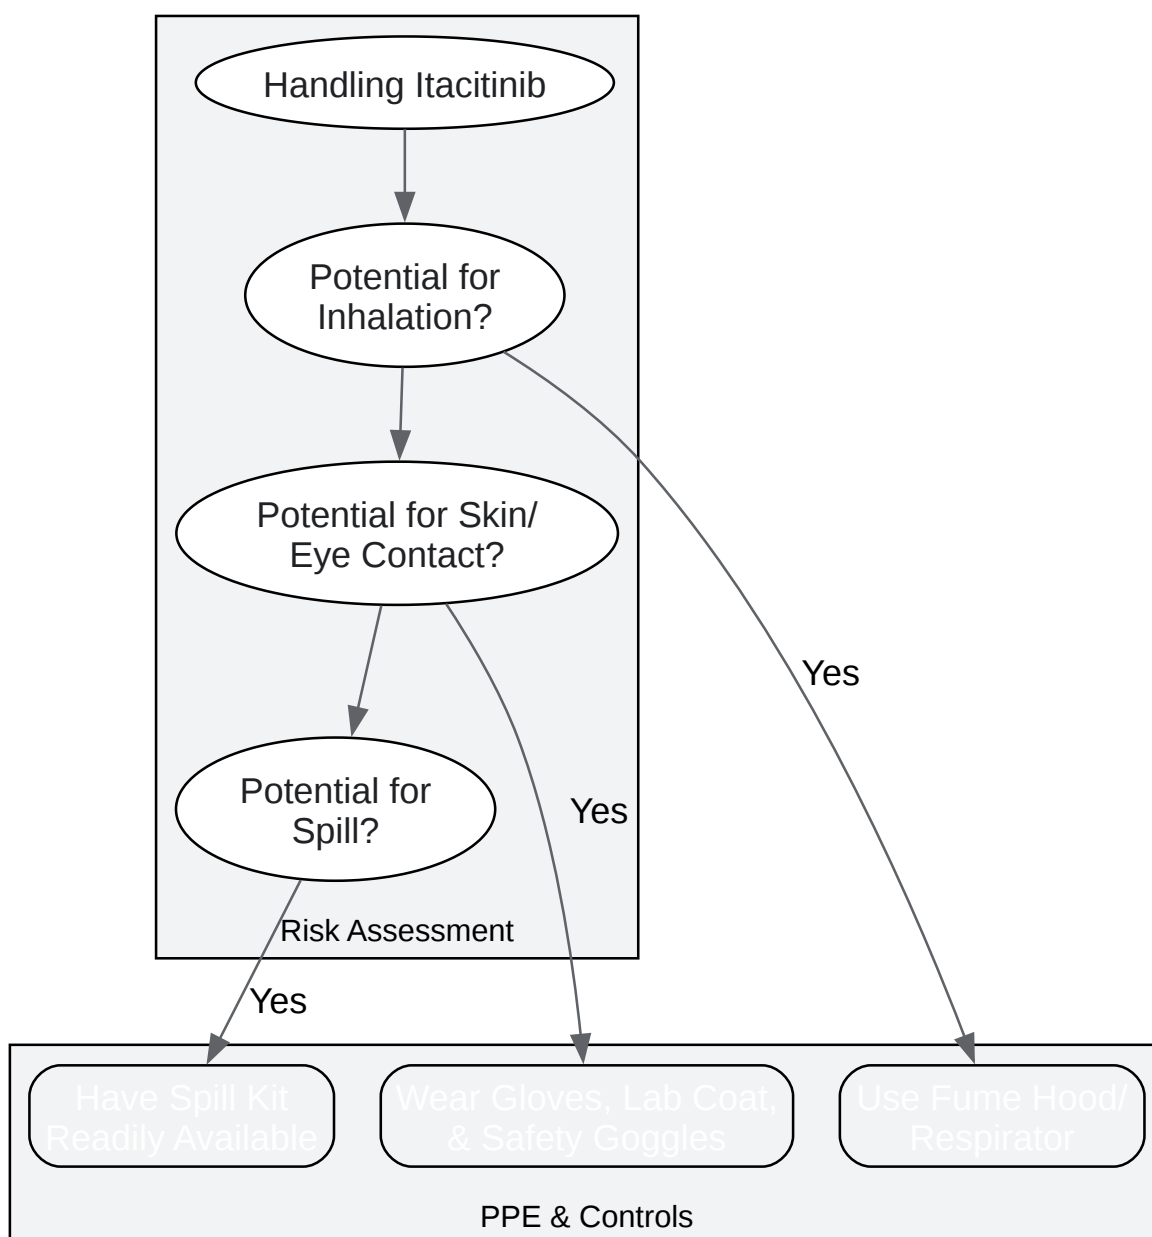 Handling Itacitinib
Potential for
Inhalation?
Potential for Skin/
Eye Contact?
Yes
Potential for
Spill?
Yes
Risk Assessment
Yes
Have Spill Kit
Readily Available
Wear Gloves, Lab Coat,
& Safety Goggles
Use Fume Hood/
Respirator
PPE & Controls